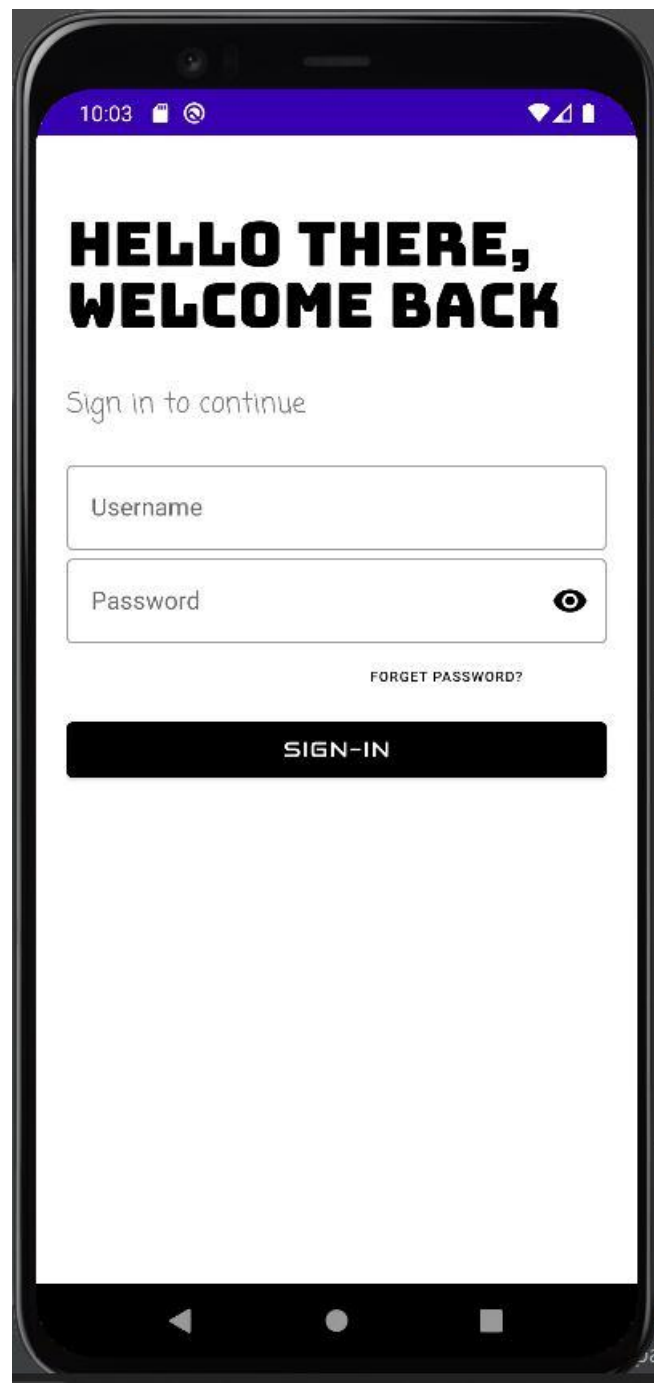 10:03
HELLO THERE,
WELCOME BACK
Sign in to continue
Username
Password
FORGET PASSWORD?
SIGN-IN